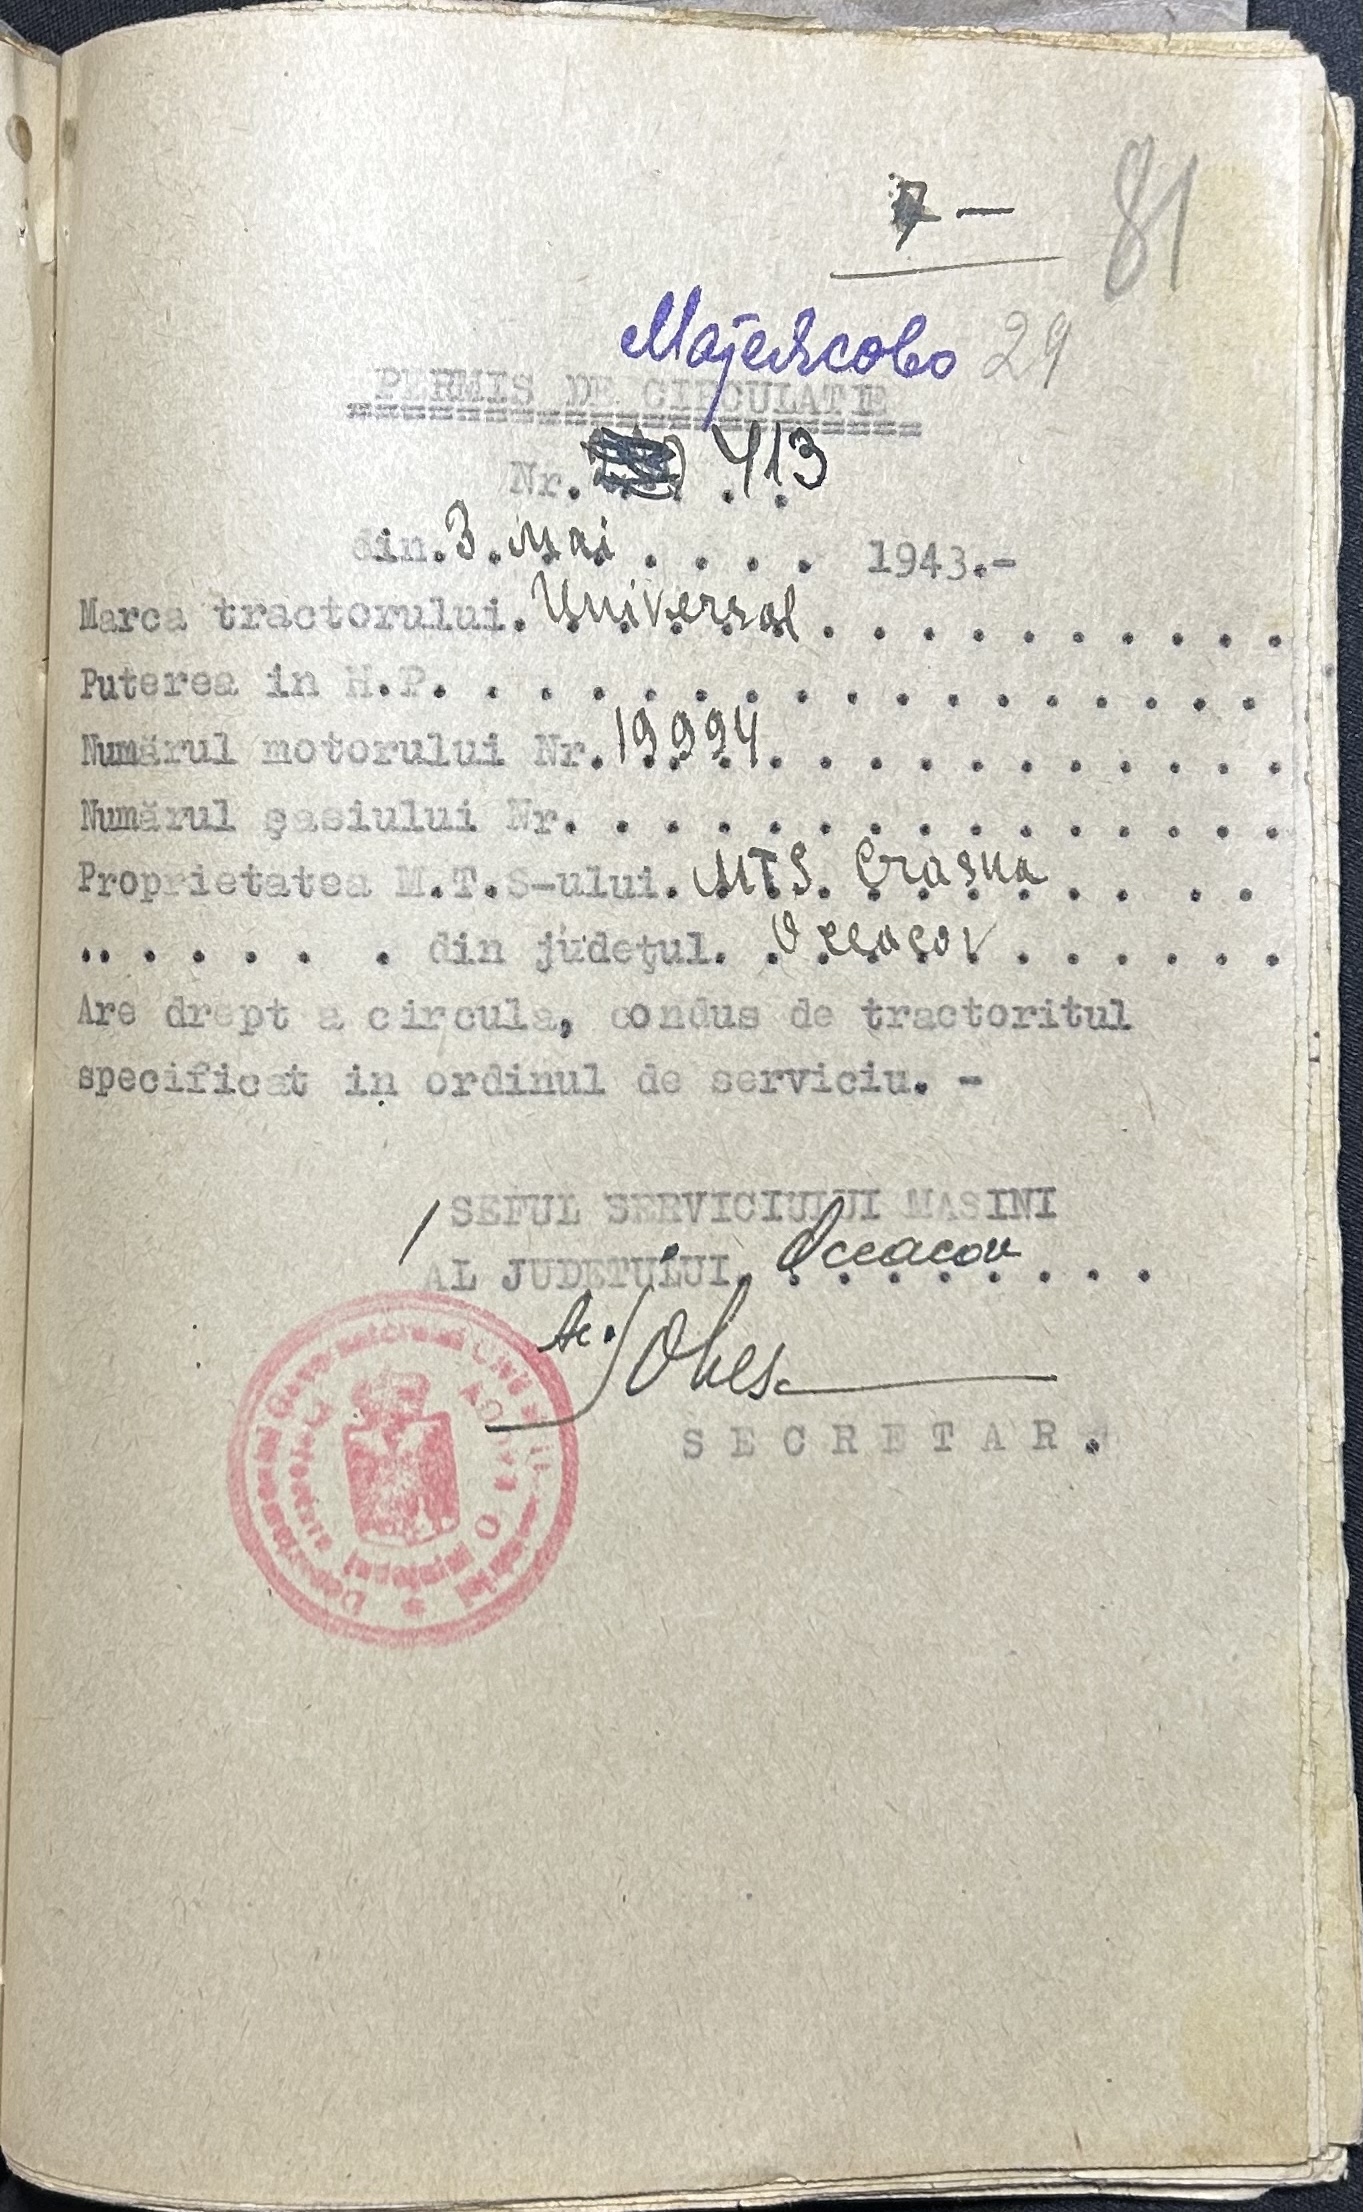 7 —
81
29
PERMIS DE CIRCULATIE
Nr. 413
din.3.Mai . . . . 1943.-
Marca tractorului.Universal. . . . . . . . .
Puterea in H.P. . . . . . . . . . . . . . . .
Numărul motorului Nr.19994. . . . . . . . . .
Numărul şasiului Nr. . . . . . . . . . . . . .
Proprietatea M.T.S-ului. MTS. Crasna . . . .
.. . . . . . . din judeţul. Oceacov . . . . . .
Are drept a circula, condus de tractoritul
specificat in ordinul de serviciu. -
/ SEFUL SERVICIULUI MASINI
AL JUDETULUI. Oceacov . . .
SECRETAR.